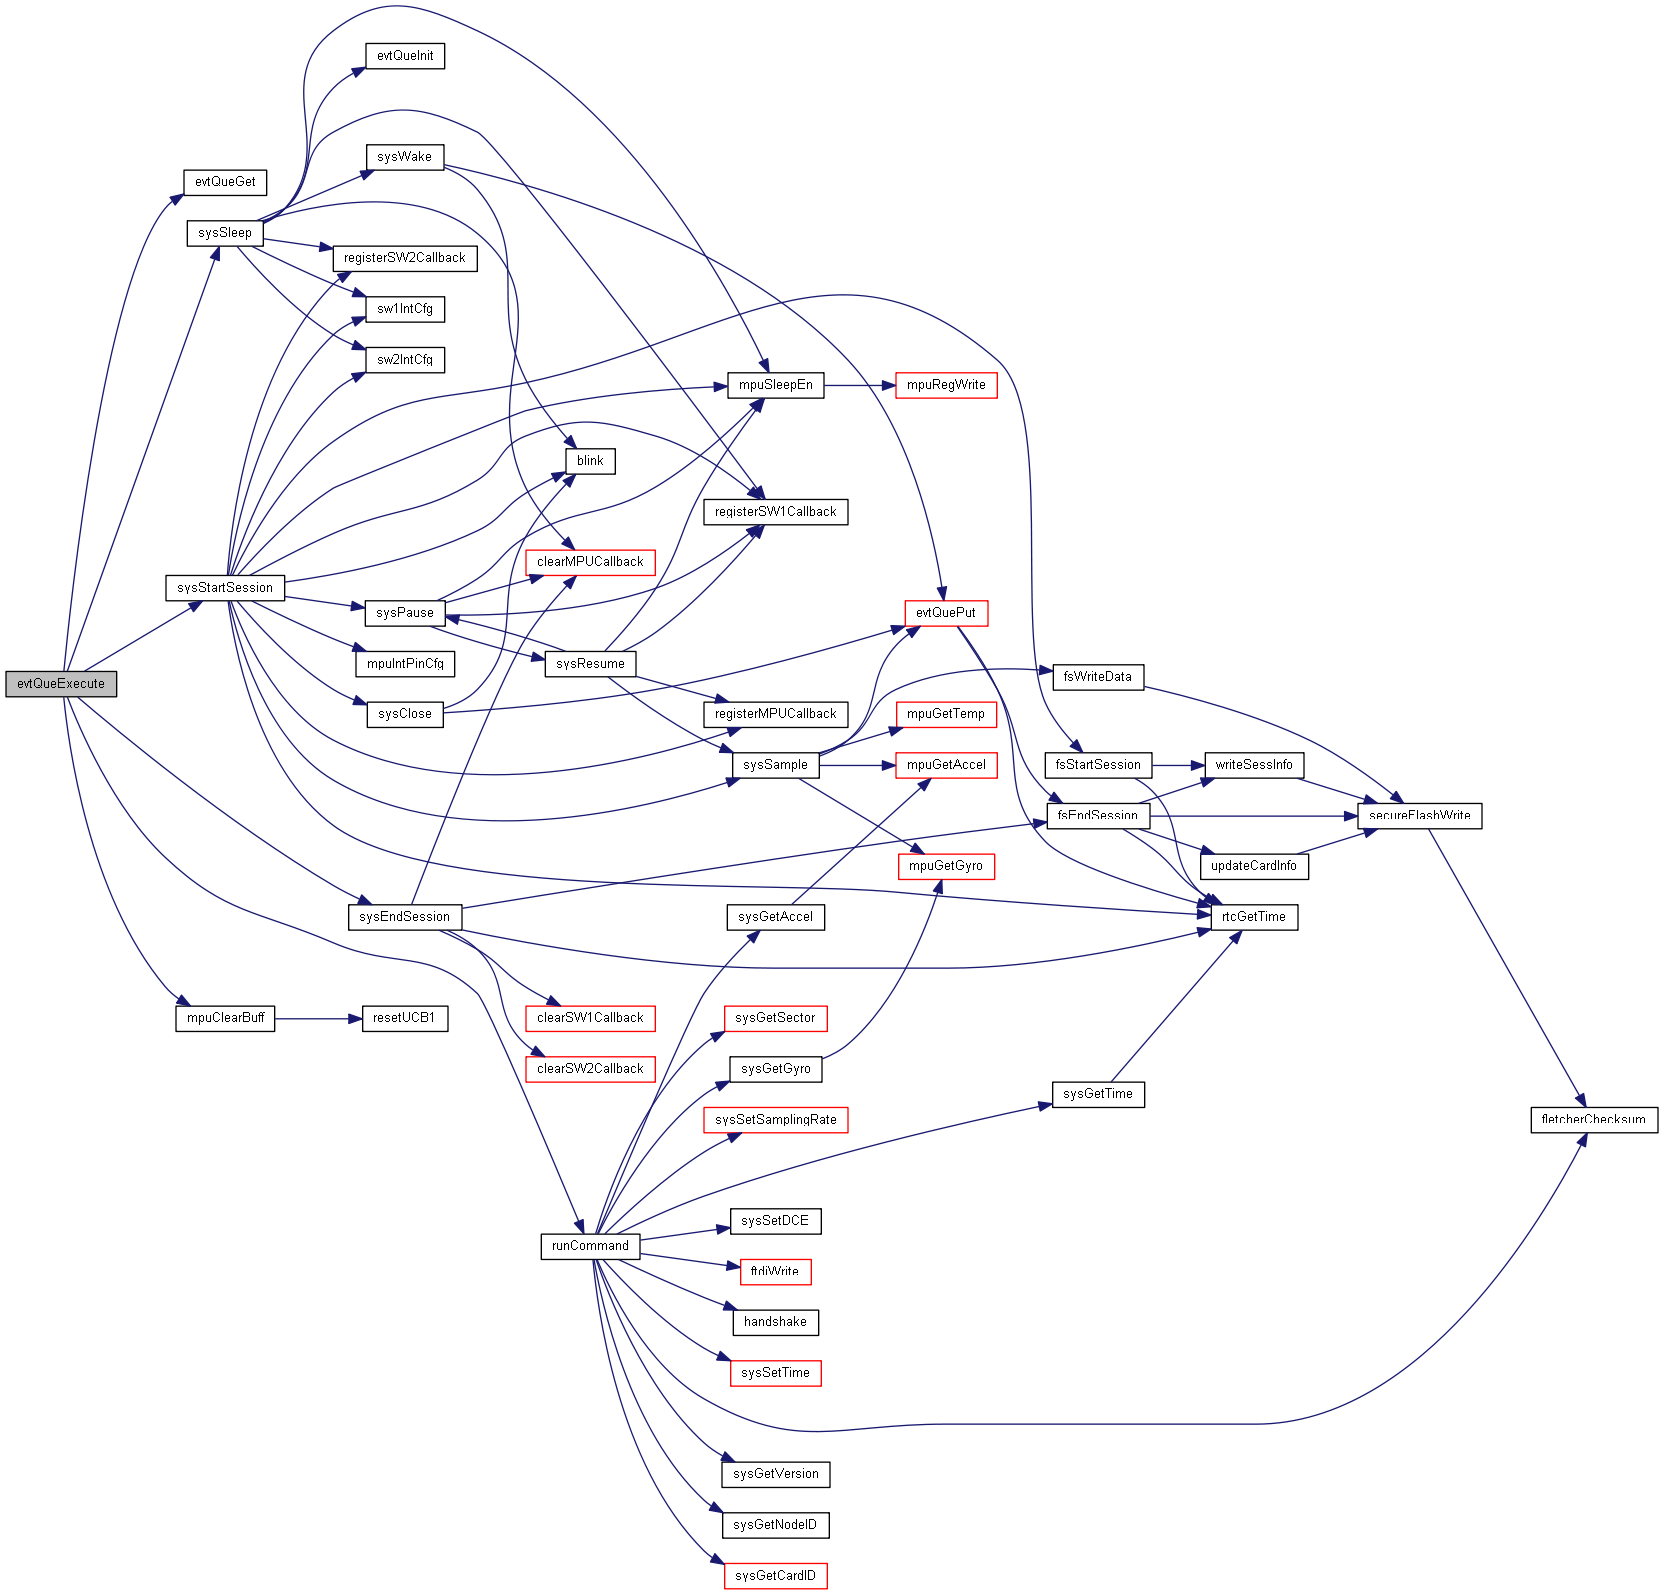 evtQueInit
sysWake
evtQueGet
sysSleep
registerSW2Callback
sw1IntCfg
sw2IntCfg
mpuSleepEn
mpuRegWrite
blink
registerSW1Callback
clearMPUCallback
sysStartSession
sysPause
evtQuePut
mpuIntPinCfg
sysResume
fsWriteData
evtQueExecute
sysClose
registerMPUCallback
mpuGetTemp
sysSample
mpuGetAccel
fsStartSession
writeSessInfo
fsEndSession
secureFlashWrite
mpuGetGyro
updateCardInfo
sysEndSession
sysGetAccel
rtcGetTime
mpuClearBuff
resetUCB1
clearSW1Callback
sysGetSector
clearSW2Callback
sysGetGyro
sysGetTime
sysSetSamplingRate
fletcherChecksum
sysSetDCE
runCommand
ftdiWrite
handshake
sysSetTime
sysGetVersion
sysGetNodeID
sysGetCardID